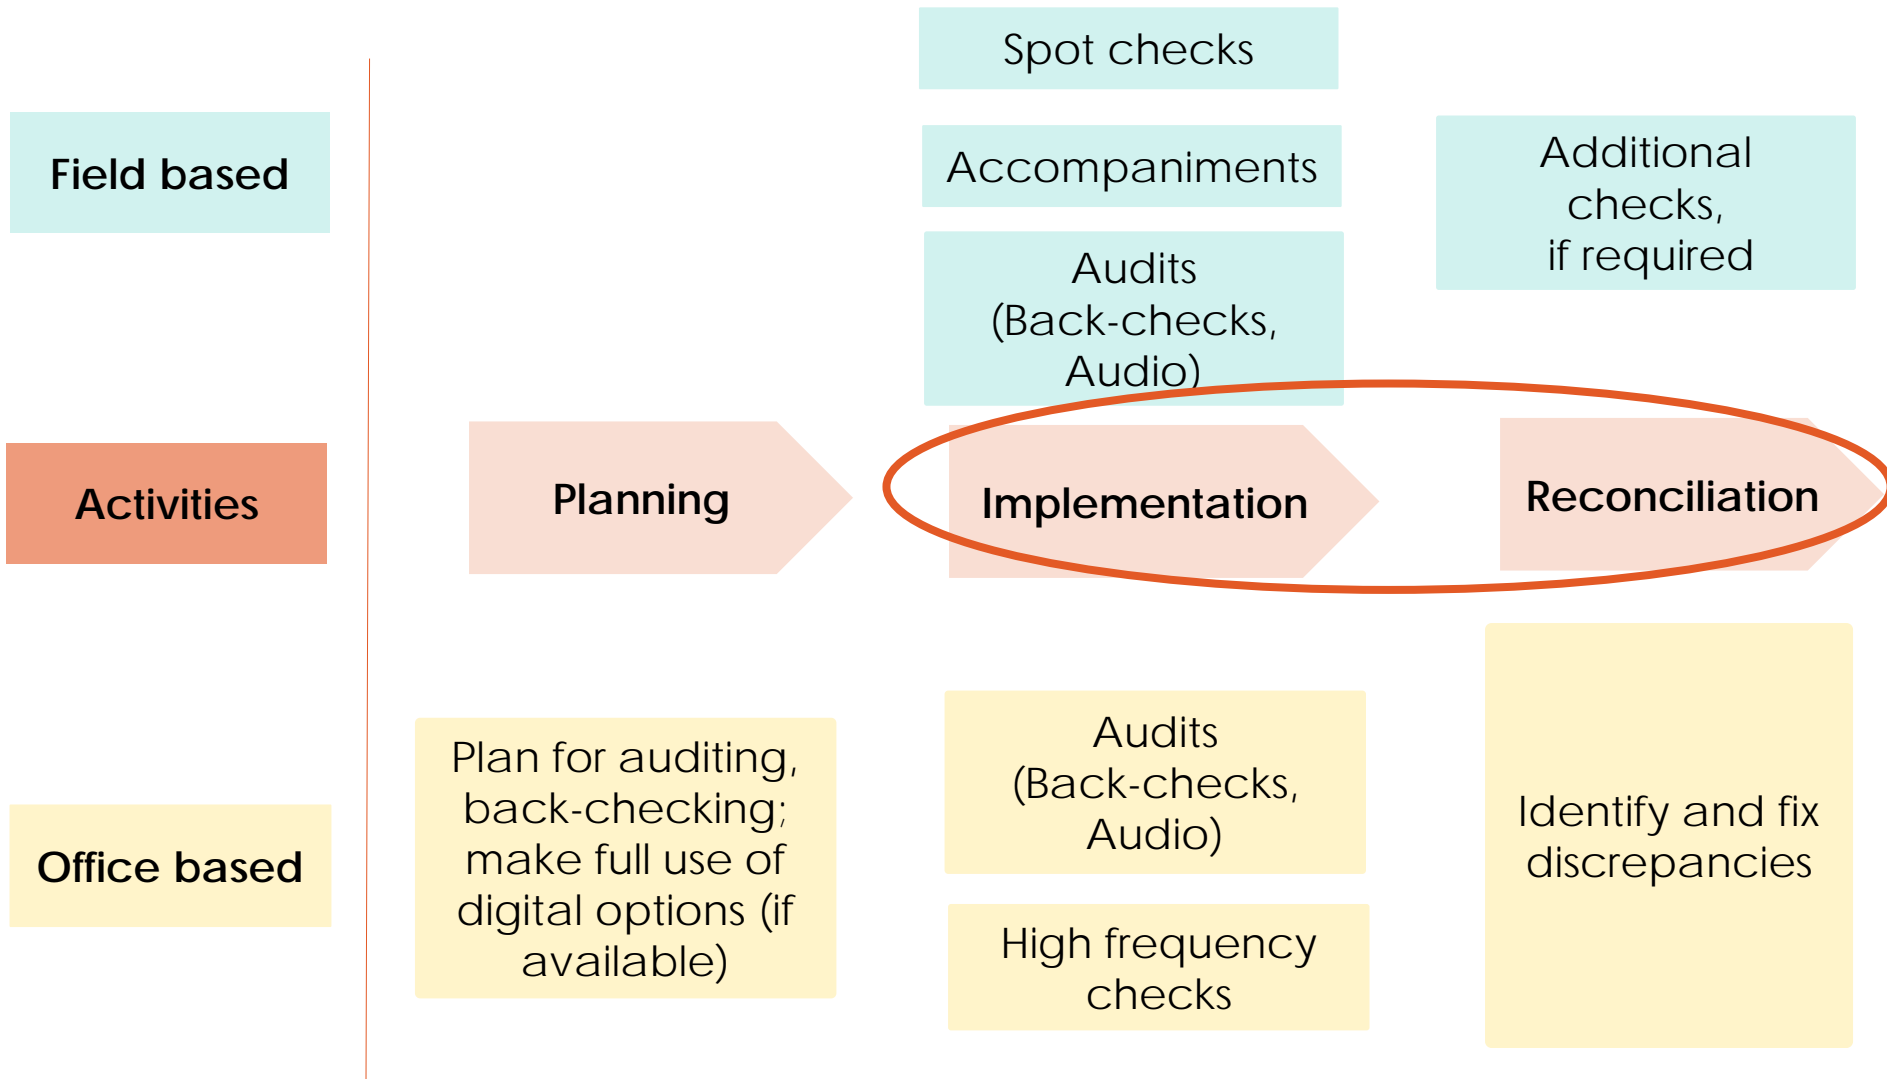 Spot checks
Field based
Accompaniments
Audits
(Back-checks,
Audio)
Additional
checks,
if required
Activities
Planning
Implementation
Reconciliation
Office based
Plan for auditing,
back-checking;
make full use of
digital options (if
available)
Audits
(Back-checks,
Audio)
High frequency
checks
Identify and fix
discrepancies